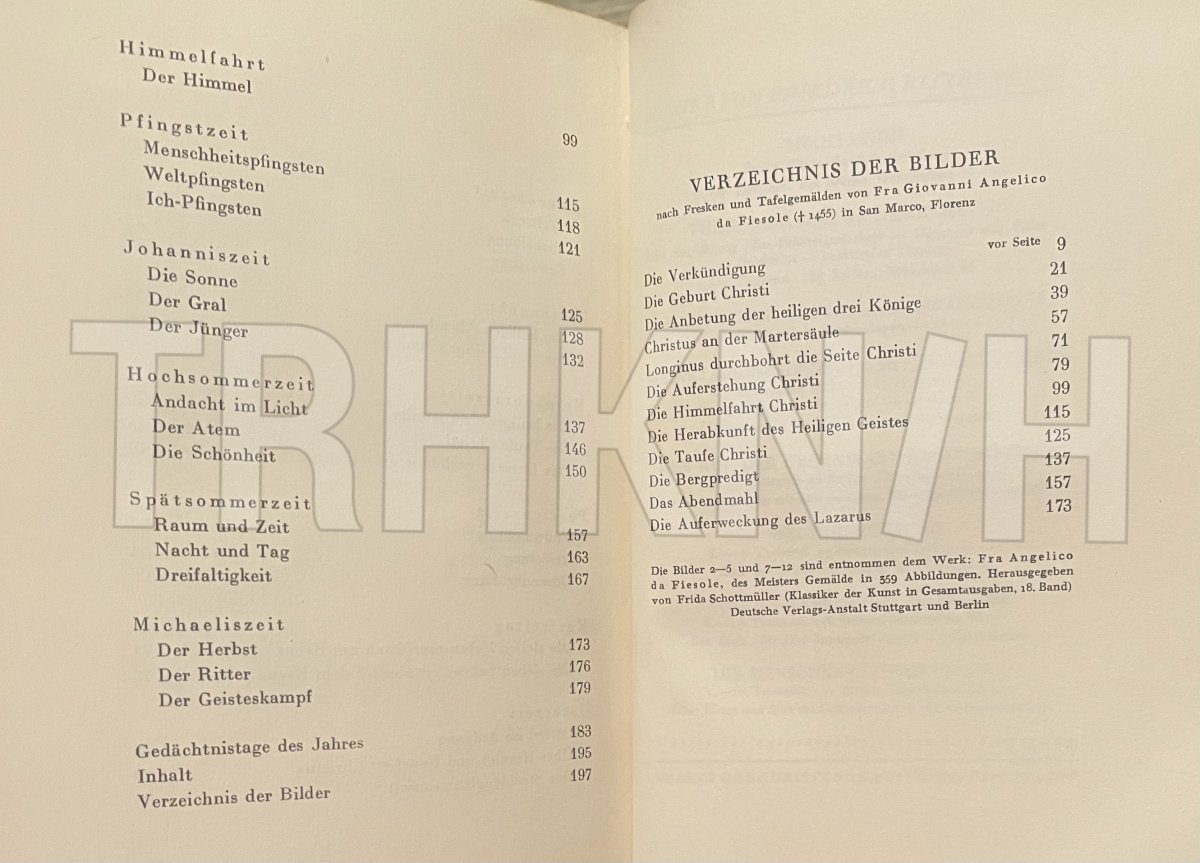 Himmelfahrt
Der Himmel 99
Pfingstzeit
Menschheitspfingsten 115
Weltpfingsten 118
Ich-Pfingsten 121
Johanniszeit
Die Sonne 125
Der Gral 128
Der Jünger 132
Hochsommerzeit
Andacht im Licht 137
Der Atem 146
Die Schönheit 150
Spätsommerzeit
Raum und Zeit 157
Nacht und Tag 163
Dreifaltigkeit 167
Michaeliszeit
Der Herbst 173
Der Ritter 176
Der Geisteskampf 179
Gedächtnistage des Jahres 183
Inhalt 195
Verzeichnis der Bilder 197
VERZEICHNIS DER BILDER
nach Fresken und Tafelgemälden von Fra Giovanni Angelico
da Fiesole († 1455) in San Marco, Florenz
vor Seite
Die Verkündigung 9
Die Geburt Christi 21
Die Anbetung der heiligen drei Könige 39
Christus an der Martersäule 57
Longinus durchbohrt die Seite Christi 71
Die Auferstehung Christi 79
Die Himmelfahrt Christi 99
Die Herabkunft des Heiligen Geistes 115
Die Taufe Christi 125
Die Bergpredigt 137
Das Abendmahl 157
Die Auferweckung des Lazarus 173
Die Bilder 2—5 und 7—12 sind entnommen dem Werk: Fra Angelico
da Fiesole, des Meisters Gemälde in 359 Abbildungen. Herausgegeben
von Frida Schottmüller (Klassiker der Kunst in Gesamtausgaben, 18. Band)
Deutsche Verlags-Anstalt Stuttgart und Berlin
TRHKN/H